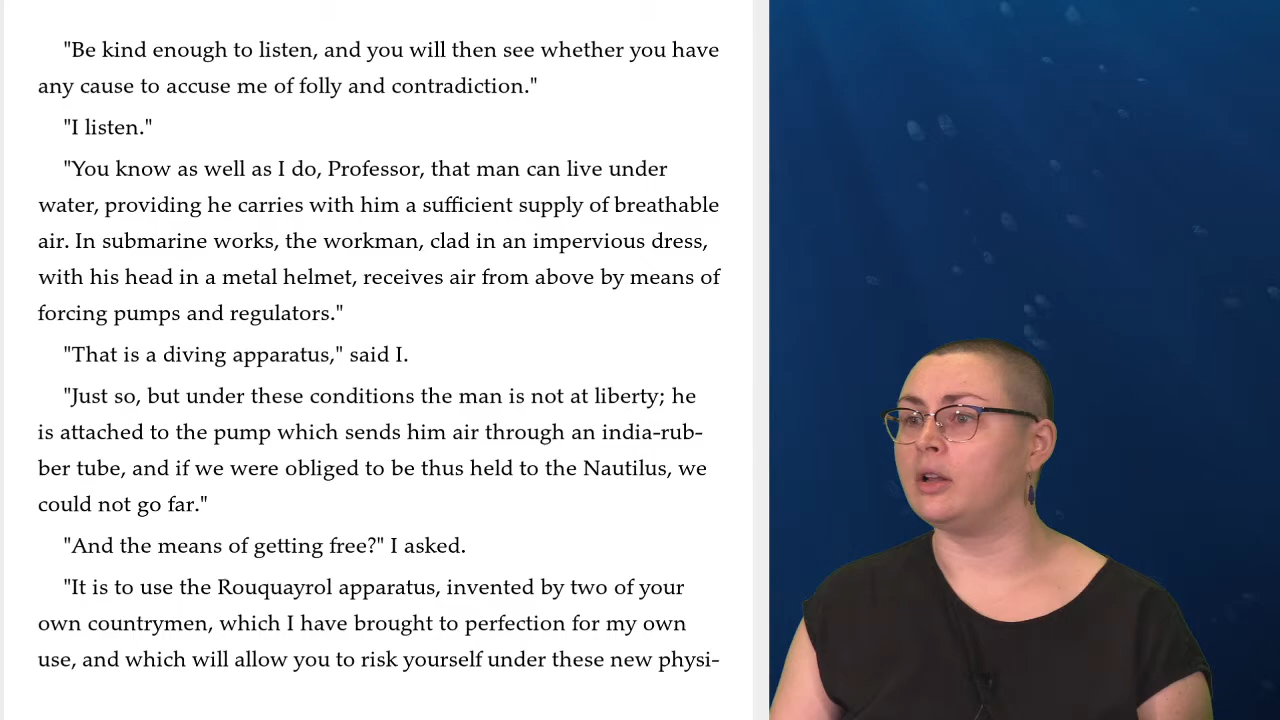 "Be kind enough to listen, and you will then see whether you have
any cause to accuse me of folly and contradiction."
"I listen."
"You know as well as I do, Professor, that man can live under
water, providing he carries with him a sufficient supply of breathable
air. In submarine works, the workman, clad in an impervious dress,
with his head in a metal helmet, receives air from above by means of
forcing pumps and regulators."
"That is a diving apparatus," said I.
"Just so, but under these conditions the man is not at liberty; he
is attached to the pump which sends him air through an india-rub-
ber tube, and if we were obliged to be thus held to the Nautilus, we
could not go far."
"And the means of getting free?" I asked.
"It is to use the Rouquayrol apparatus, invented by two of your
own countrymen, which I have brought to perfection for my own
use, and which will allow you to risk yourself under these new physi-